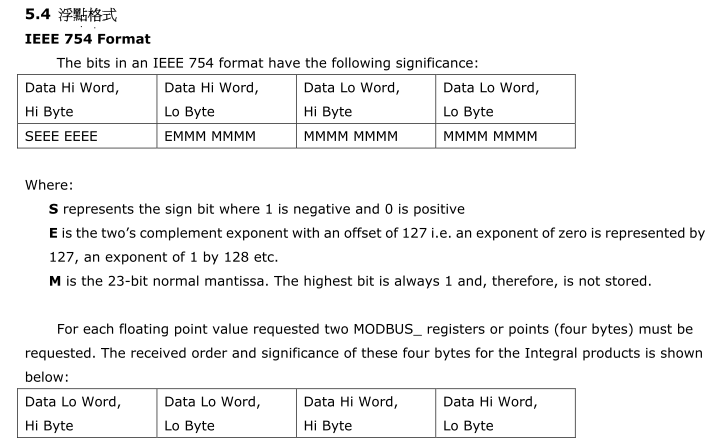 5.4 浮點格式
IEEE 754 Format
The bits in an IEEE 754 format have the following significance:
Data Hi Word, Data Hi Word, Data Lo Word, Data Lo Word,
Hi Byte Lo Byte Hi Byte Lo Byte
SEEE EEEE EMMM MMMM MMMM MMMM MMMM MMMM
Where:
S represents the sign bit where 1 is negative and 0 is positive
E is the two's complement exponent with an offset of 127 i.e. an exponent of zero is represented by
127, an exponent of 1 by 128 etc.
M is the 23-bit normal mantissa. The highest bit is always 1 and, therefore, is not stored.
For each floating point value requested two MODBUS_ registers or points (four bytes) must be
requested. The received order and significance of these four bytes for the Integral products is shown
below:
Data Lo Word, Data Lo Word, Data Hi Word, Data Hi Word,
Hi Byte Lo Byte Hi Byte Lo Byte